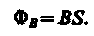 Φ_B = BS.